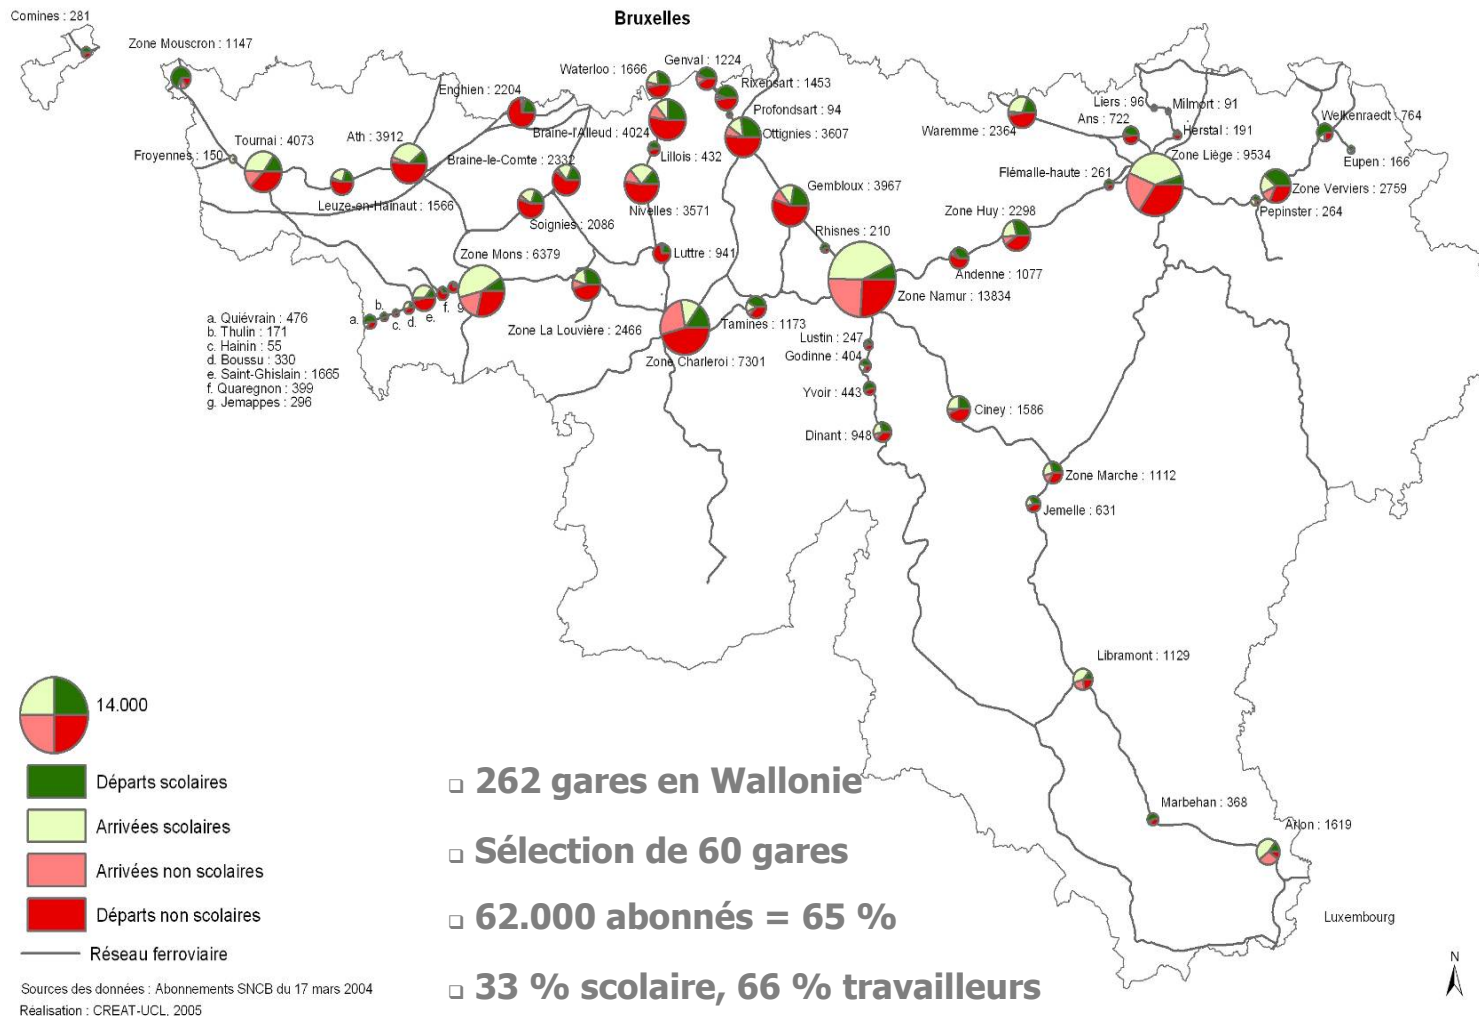 Bruxelles
Comines : 281
Zone Mouscron : 1147
Genval : 1224
Waterloo : 1666
Rixensart : 1453
Enghien : 2204
Profondsart : 94
Liers : 96
Milmort : 91
Welkenraedt : 764
Braine-l'Alleud : 4024
Ottignies : 3607
Waremme : 2364
Ans : 722
Herstal : 191
Tournai : 4073
Ath : 3912
Froyennes : 150
Braine-le-Comte : 2332
Lillois : 432
Zone Liège : 9534
Eupen : 166
Flémalle-haute : 261
Gembloux : 3967
Zone Verviers : 2759
Leuze-en-Hainaut : 1566
Nivelles : 3571
Zone Huy : 2298
Pepinster : 264
Soignies : 2086
Rhisnes : 210
Zone Mons : 6379
Luttre : 941
Andenne : 1077
Zone Namur : 13834
a. Quiévrain : 476
b. Thulin : 171
c. Hainin : 55
d. Boussu : 330
e. Saint-Ghislain : 1665
f. Quaregnon : 399
g. Jemappes : 296
a.
b.
c.
d.
e.
f.
g
Zone La Louvière : 2466
Tamines : 1173
Zone Charleroi : 7301
Lustin : 247
Godinne : 404
Yvoir : 443
Ciney : 1586
Dinant : 948
Zone Marche : 1112
Jemelle : 631
Libramont : 1129
Marbehan : 368
Arlon : 1619
Luxembourg
N
14.000
Départs scolaires
Arrivées scolaires
Arrivées non scolaires
Départs non scolaires
Réseau ferroviaire
Sources des données : Abonnements SNCB du 17 mars 2004
Réalisation : CREAT-UCL, 2005
❑ 262 gares en Wallonie
❑ Sélection de 60 gares
❑ 62.000 abonnés = 65 %
❑ 33 % scolaire, 66 % travailleurs